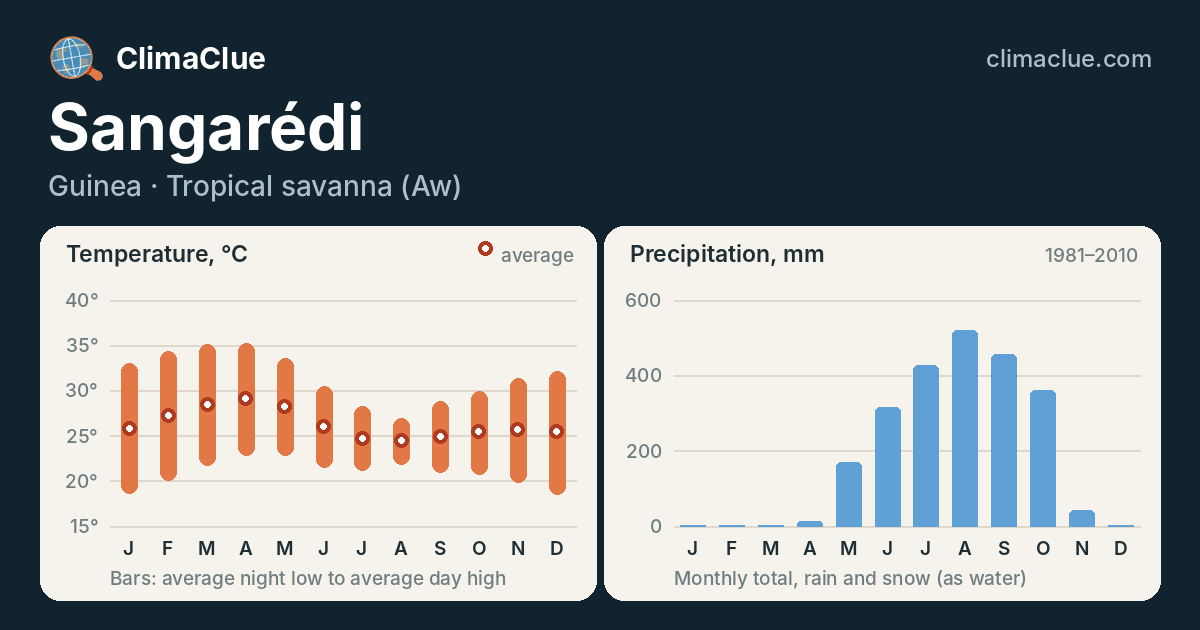 ClimaClue
climaclue.com
Sangarédi
Guinea · Tropical savanna (Aw)
Temperature, °C
average
40°
35°
30°
25°
20°
15°
J F M A M J J A S O N D
Bars: average night low to average day high
Precipitation, mm
1981–2010
600
400
200
0
J F M A M J J A S O N D
Monthly total, rain and snow (as water)